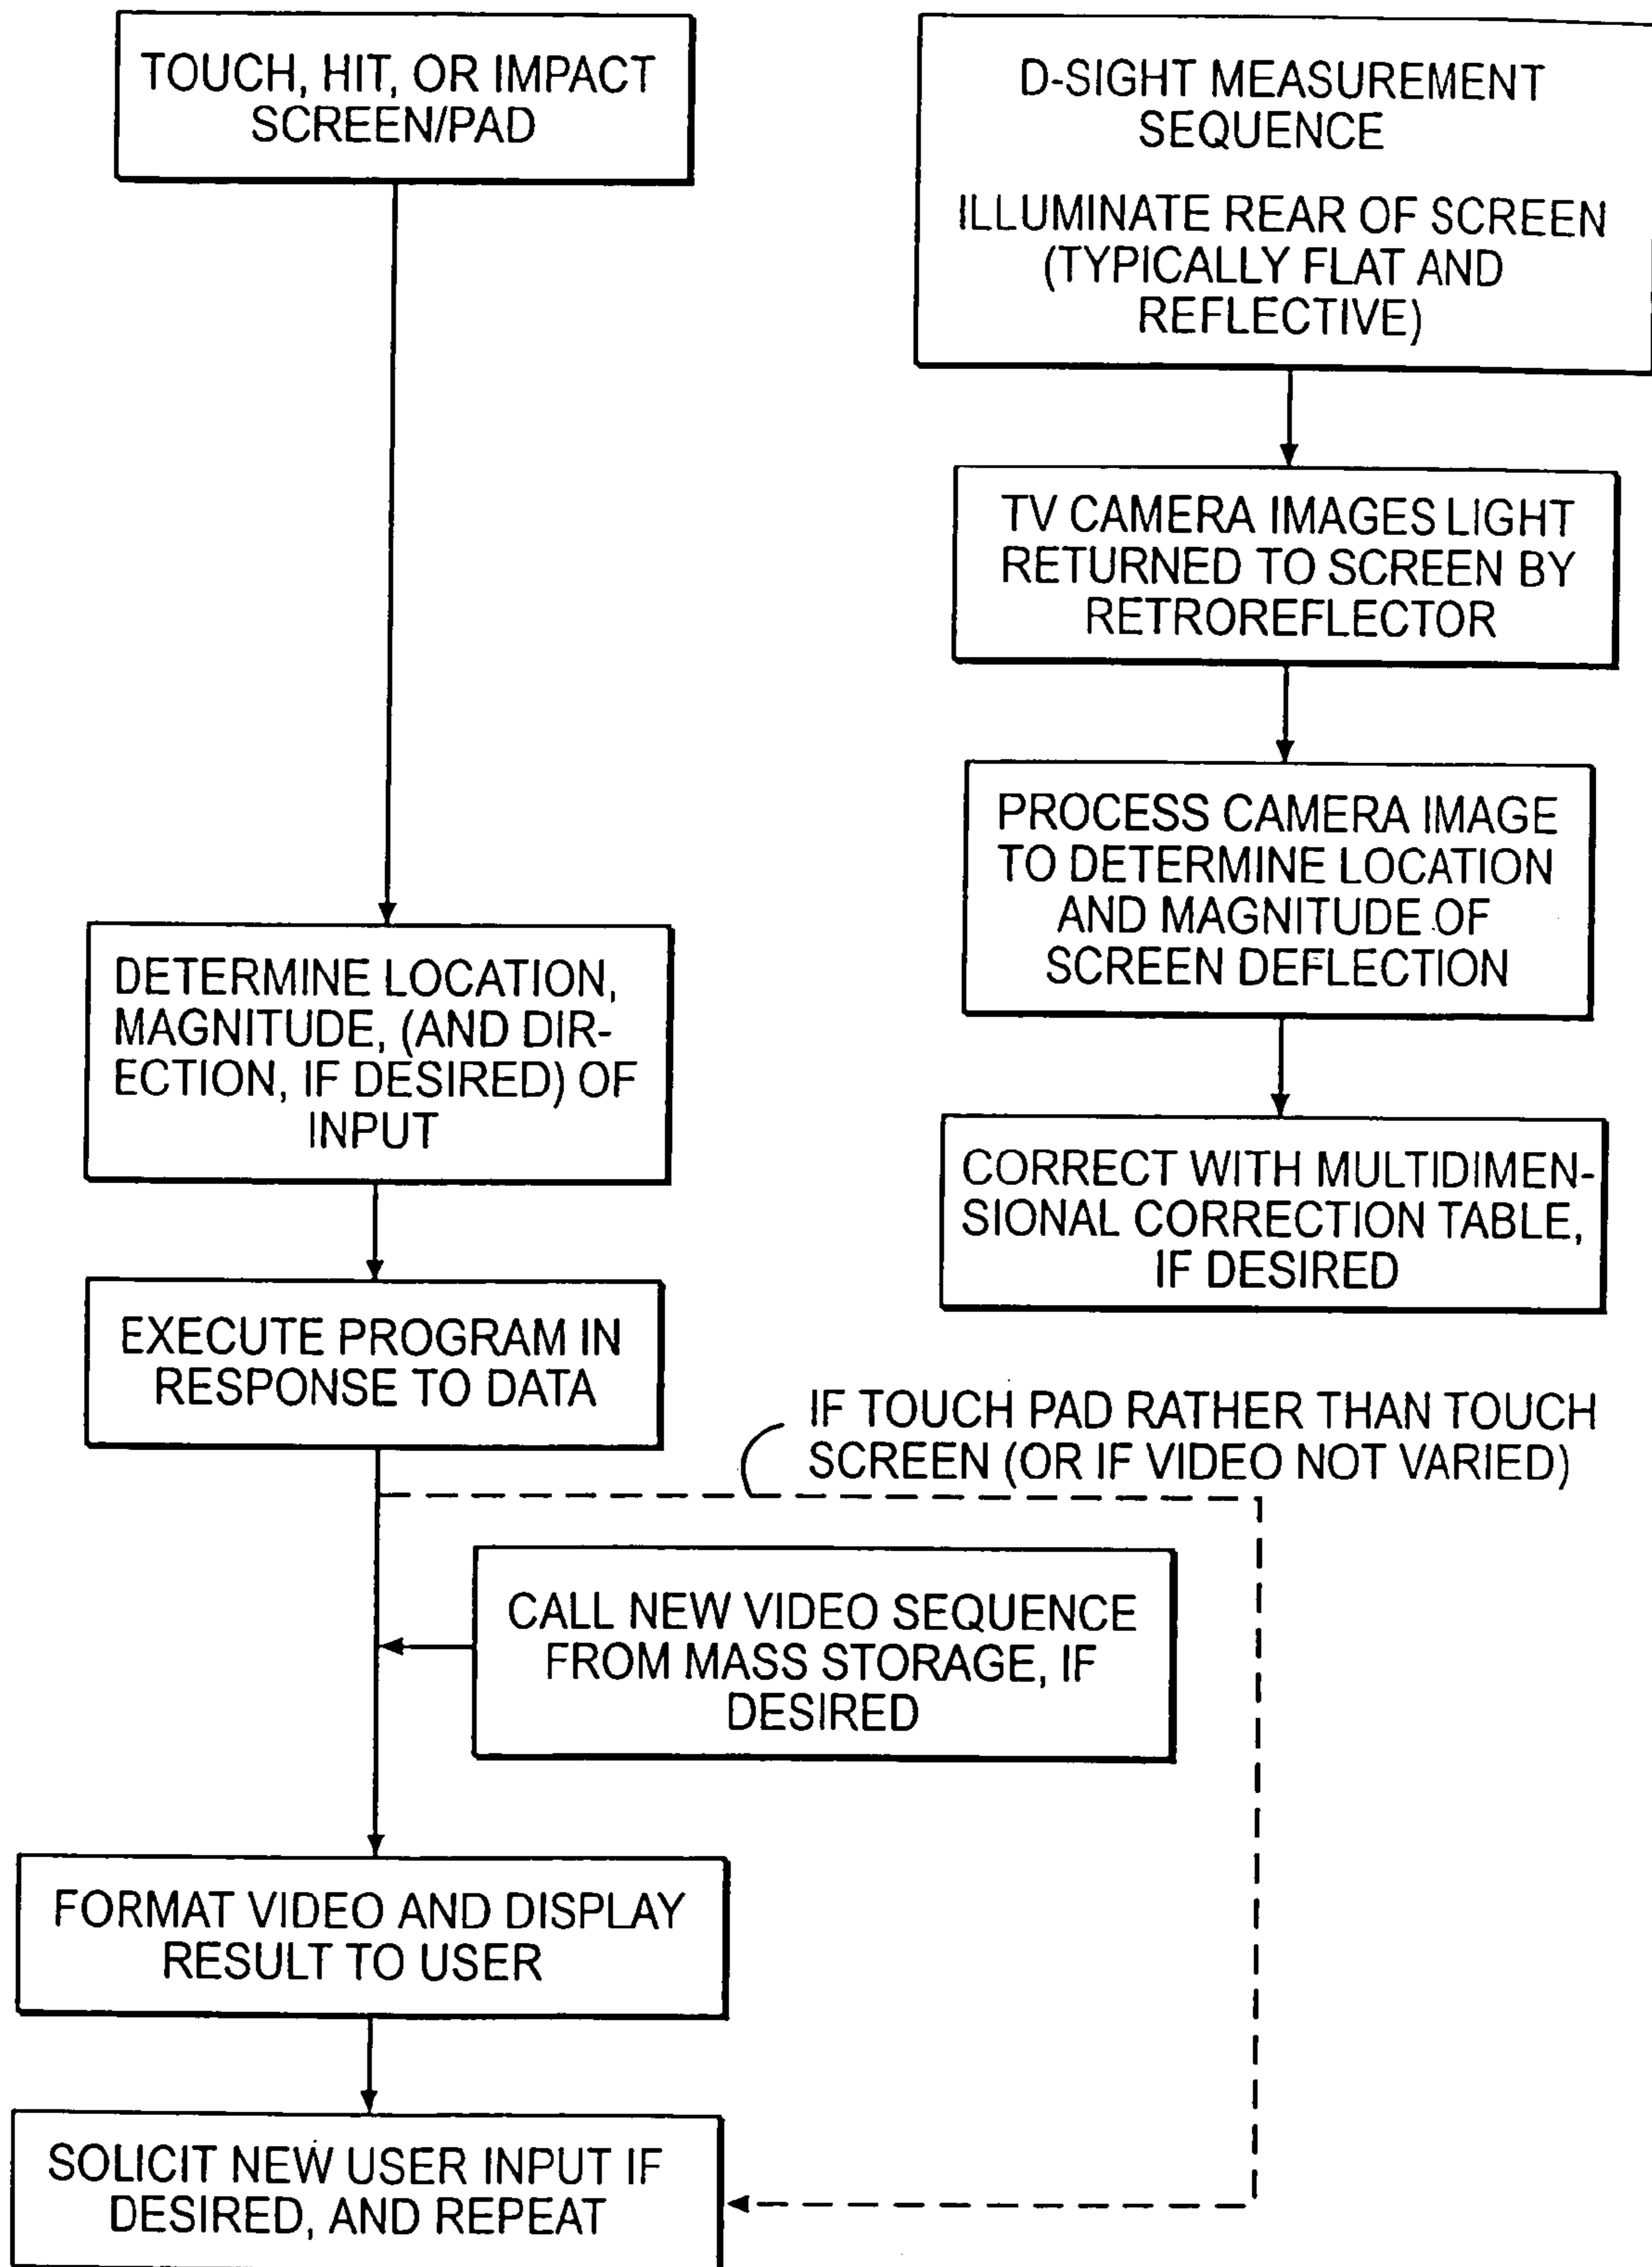 TOUCH, HIT, OR IMPACT
SCREEN/PAD
DETERMINE LOCATION,
MAGNITUDE, (AND DIR-
ECTION, IF DESIRED) OF
INPUT
EXECUTE PROGRAM IN
RESPONSE TO DATA
IF TOUCH PAD RATHER THAN TOUCH
SCREEN (OR IF VIDEO NOT VARIED)
CALL NEW VIDEO SEQUENCE
FROM MASS STORAGE, IF
DESIRED
FORMAT VIDEO AND DISPLAY
RESULT TO USER
SOLICIT NEW USER INPUT IF
DESIRED, AND REPEAT
D-SIGHT MEASUREMENT
SEQUENCE
ILLUMINATE REAR OF SCREEN
(TYPICALLY FLAT AND
REFLECTIVE)
TV CAMERA IMAGES LIGHT
RETURNED TO SCREEN BY
RETROREFLECTOR
PROCESS CAMERA IMAGE
TO DETERMINE LOCATION
AND MAGNITUDE OF
SCREEN DEFLECTION
CORRECT WITH MULTIDIMEN-
SIONAL CORRECTION TABLE,
IF DESIRED